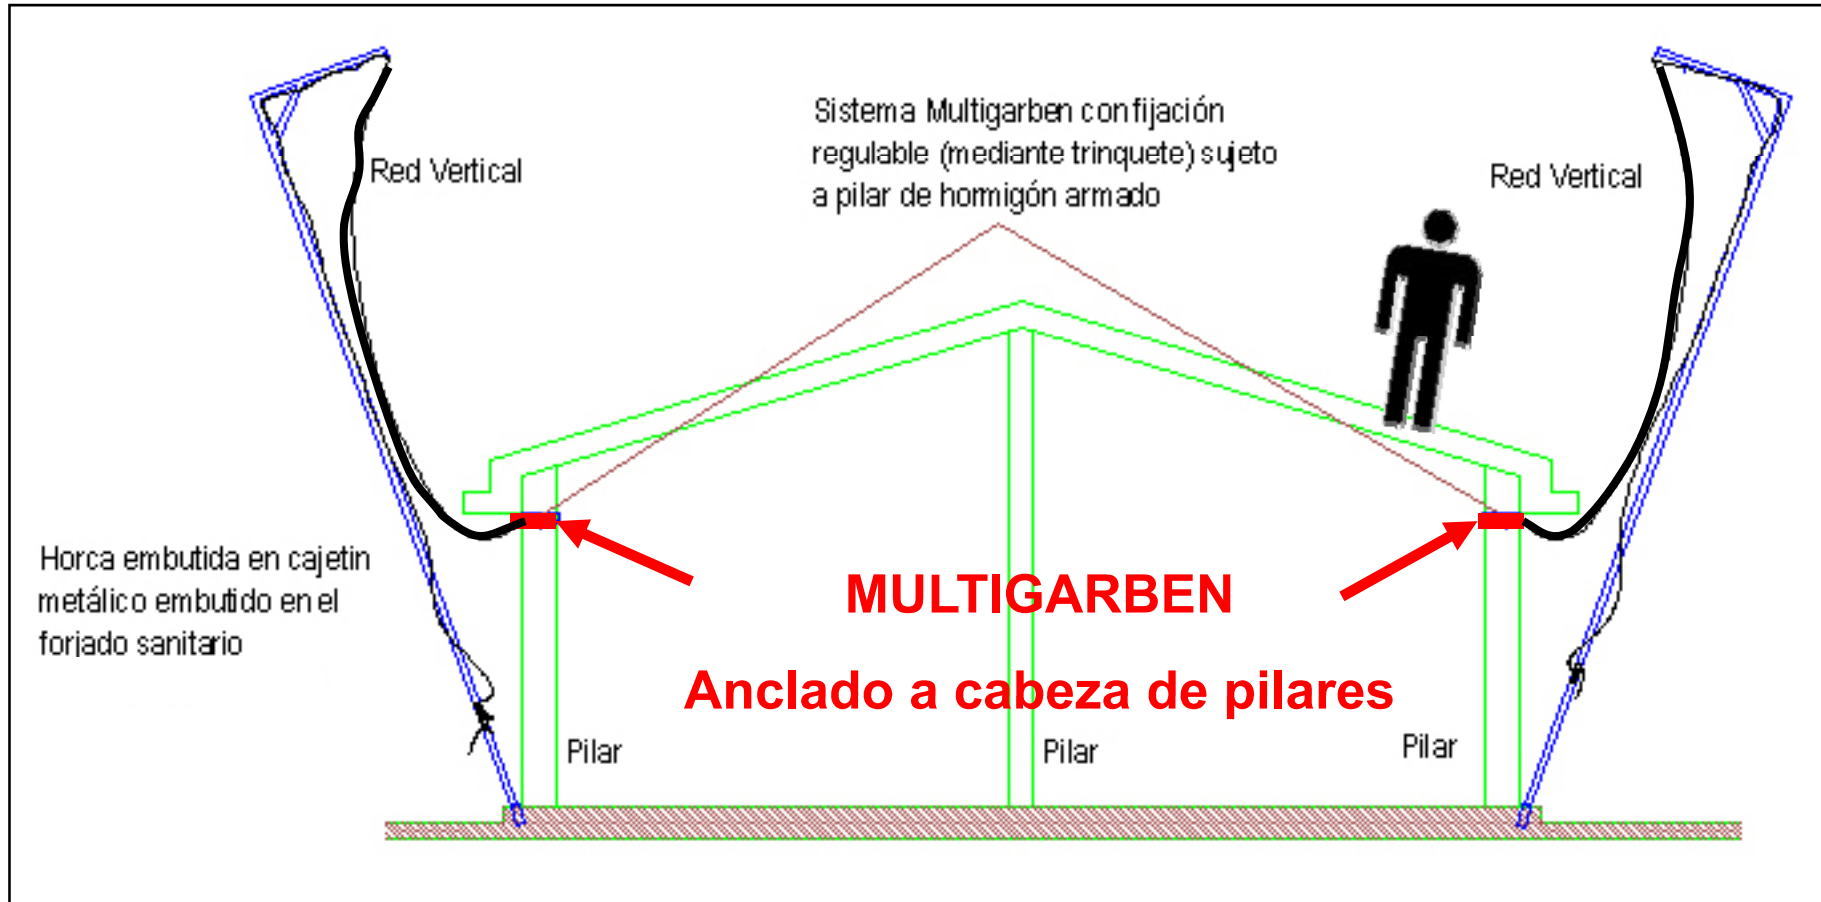 Sistema Multigarben con fijación
regulable (mediante trinquete) sujeto
a pilar de hormigón armado
Red Vertical
Red Vertical
Horca embutida en cajetin
metálico embutido en el
forjado sanitario
MULTIGARBEN
Anclado a cabeza de pilares
Pilar
Pilar
Pilar